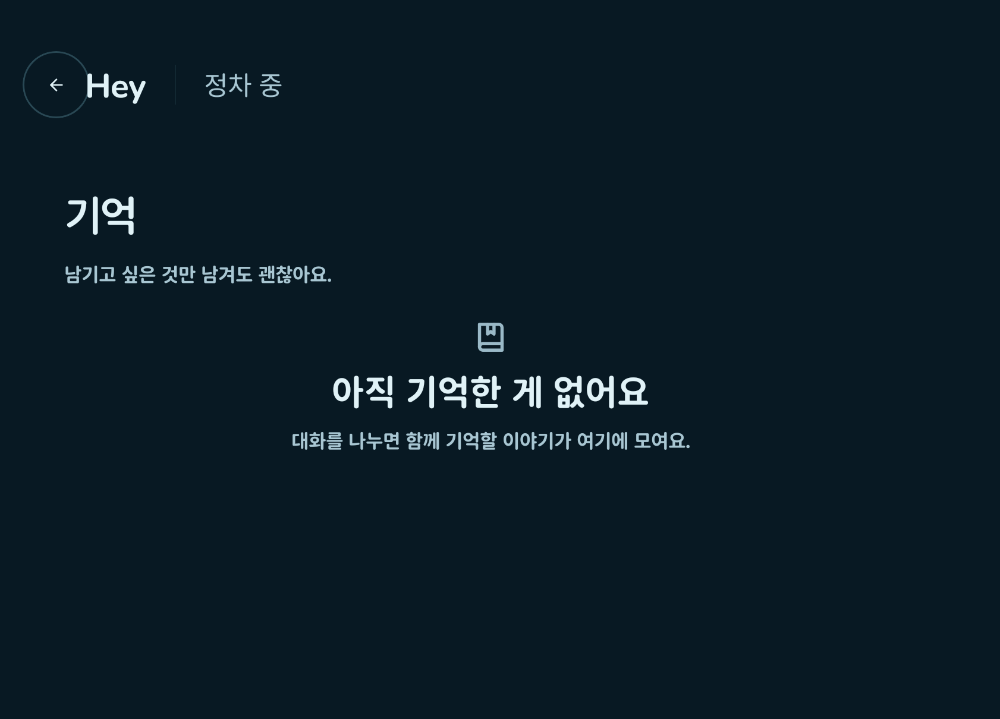 Hey 정차 중
기억
남기고 싶은 것만 남겨도 괜찮아요.
아직 기억한 게 없어요
대화를 나누면 함께 기억할 이야기가 여기에 모여요.